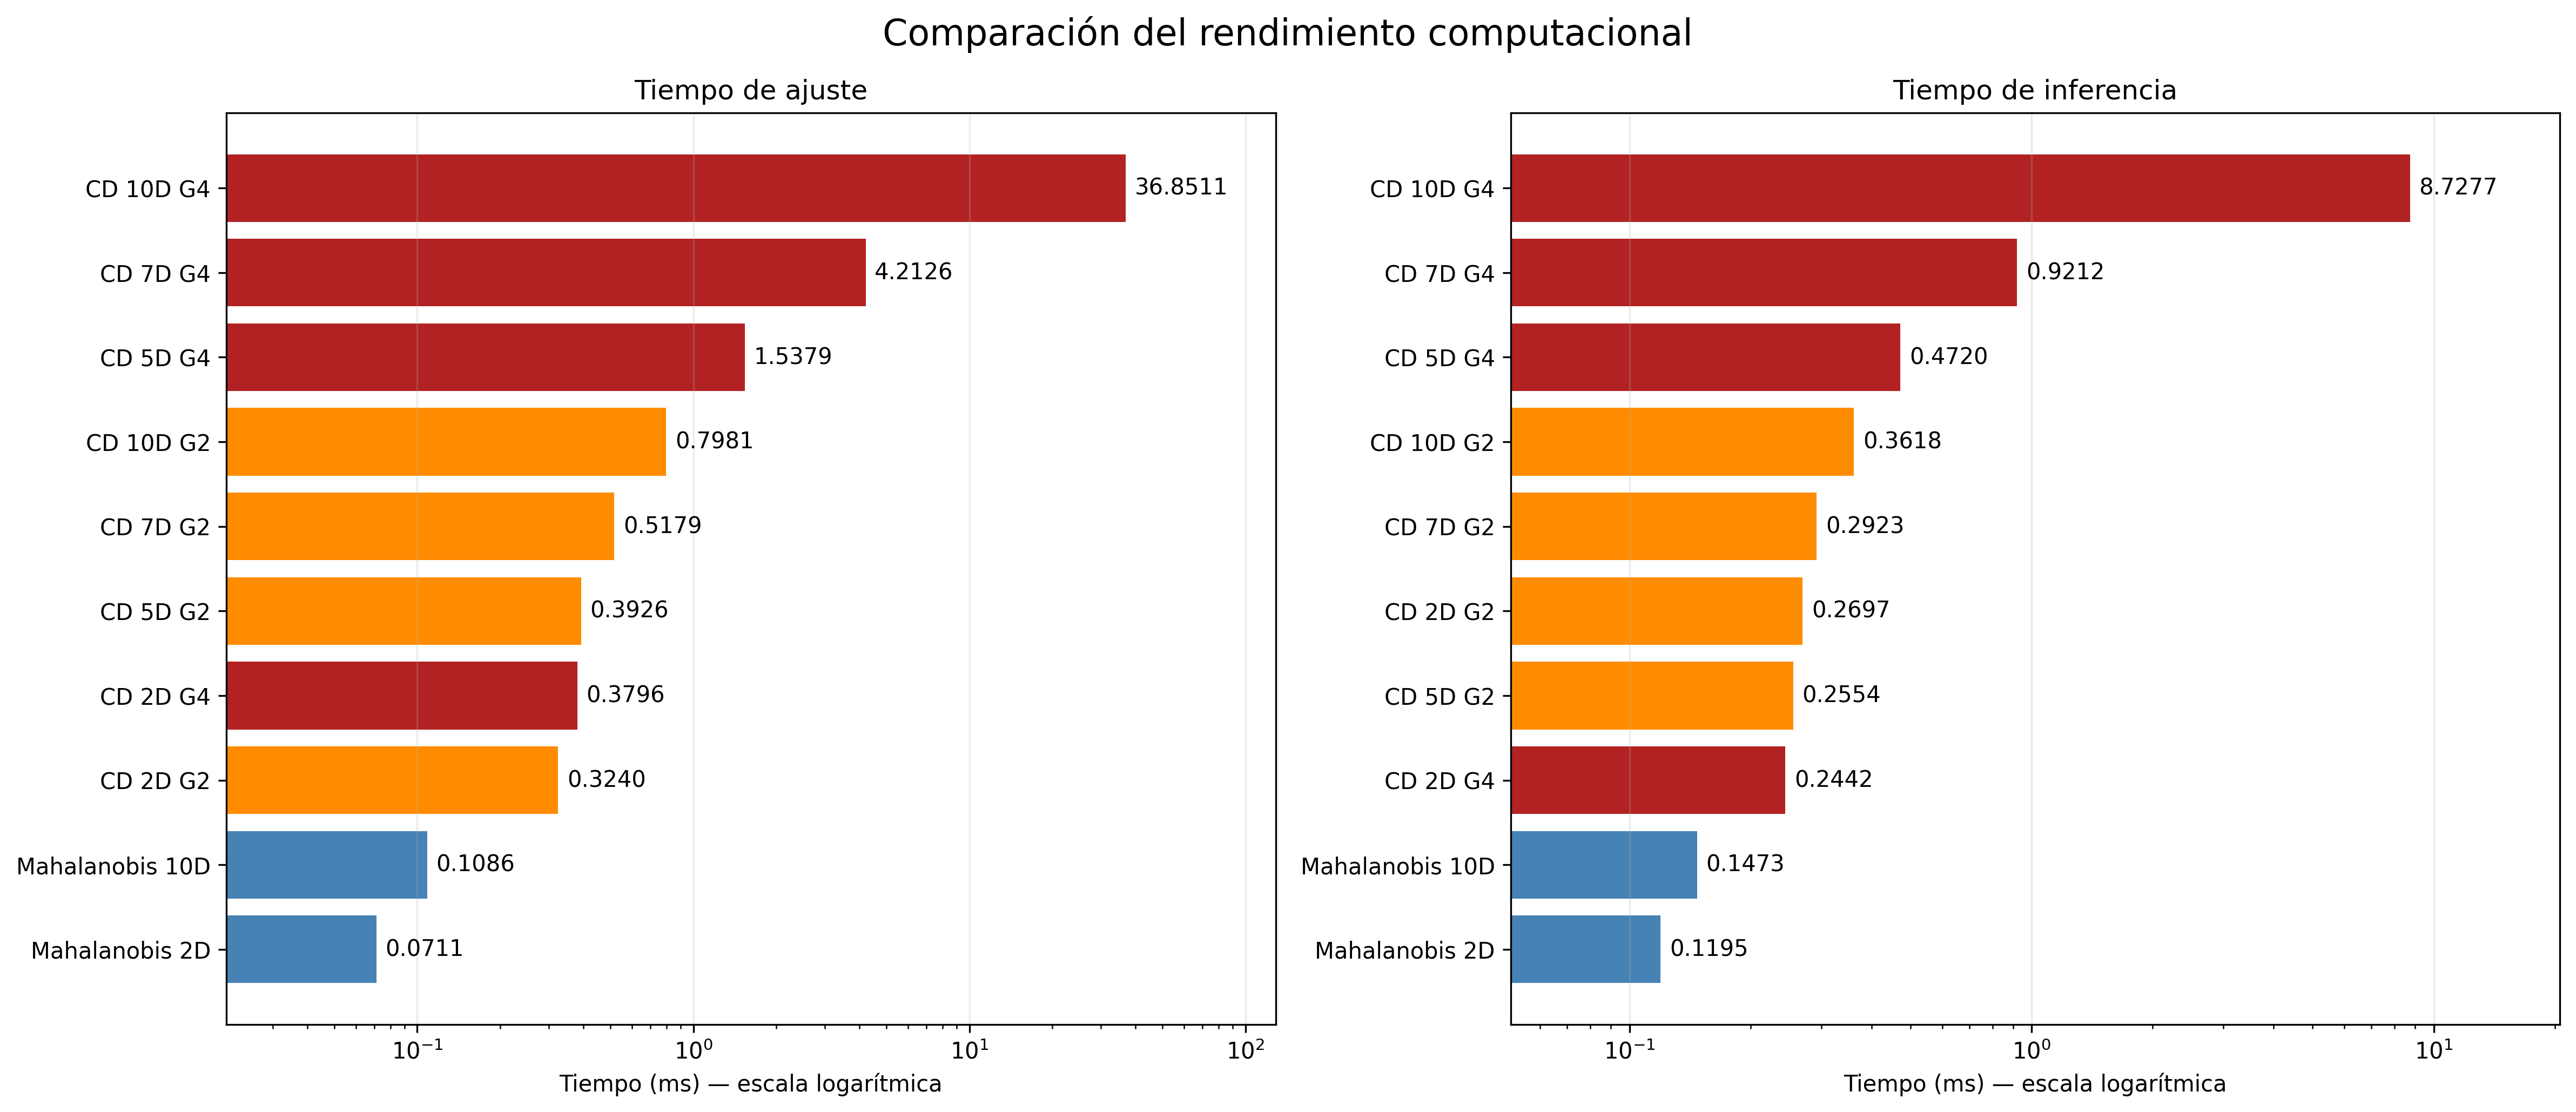 Comparación del rendimiento computacional
Tiempo de ajuste
CD 10D G4 36.8511
CD 7D G4 4.2126
CD 5D G4 1.5379
CD 10D G2 0.7981
CD 7D G2 0.5179
CD 5D G2 0.3926
CD 2D G4 0.3796
CD 2D G2 0.3240
Mahalanobis 10D 0.1086
Mahalanobis 2D 0.0711
10⁻¹ 10⁰ 10¹ 10²
Tiempo (ms) — escala logarítmica
Tiempo de inferencia
CD 10D G4 8.7277
CD 7D G4 0.9212
CD 5D G4 0.4720
CD 10D G2 0.3618
CD 7D G2 0.2923
CD 2D G2 0.2697
CD 5D G2 0.2554
CD 2D G4 0.2442
Mahalanobis 10D 0.1473
Mahalanobis 2D 0.1195
10⁻¹ 10⁰ 10¹
Tiempo (ms) — escala logarítmica